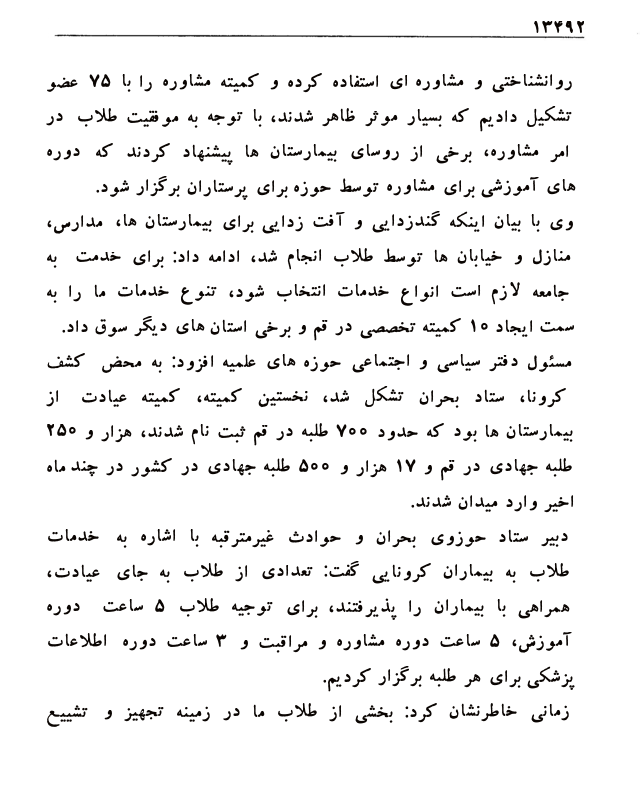 ۱۳۴۹۲
روانشناختی و مشاوره ای استفاده کرده و کمیته مشاوره را با ۷۵ عضو
تشکیل دادیم که بسیار موثر ظاهر شدند، با توجه به موفقیت طلاب در
امر مشاوره، برخی از روسای بیمارستان ها پیشنهاد کردند که دوره
های آموزشی برای مشاوره توسط حوزه برای پرستاران برگزار شود.
وی با بیان اینکه گندزدایی و آفت زدایی برای بیمارستان ها، مدارس،
منازل و خیابان ها توسط طلاب انجام شد، ادامه داد: برای خدمت به
جامعه لازم است انواع خدمات انتخاب شود، تنوع خدمات ما را به
سمت ایجاد ۱۰ کمیته تخصصی در قم و برخی استان های دیگر سوق داد.
مسئول دفتر سیاسی و اجتماعی حوزه های علمیه افزود: به محض کشف
کرونا، ستاد بحران تشکل شد، نخستین کمیته، کمیته عیادت از
بیمارستان ها بود که حدود ۷۰۰ طلبه در قم ثبت نام شدند، هزار و ۲۵۰
طلبه جهادی در قم و ۱۷ هزار و ۵۰۰ طلبه جهادی در کشور در چند ماه
اخیر وارد میدان شدند.
دبیر ستاد حوزوی بحران و حوادث غیرمترقبه با اشاره به خدمات
طلاب به بیماران کرونایی گفت: تعدادی از طلاب به جای عیادت،
همراهی با بیماران را پذیرفتند، برای توجیه طلاب ۵ ساعت دوره
آموزش، ۵ ساعت دوره مشاوره و مراقبت و ۳ ساعت دوره اطلاعات
پزشکی برای هر طلبه برگزار کردیم.
زمانی خاطرنشان کرد: بخشی از طلاب ما در زمینه تجهیز و تشییع